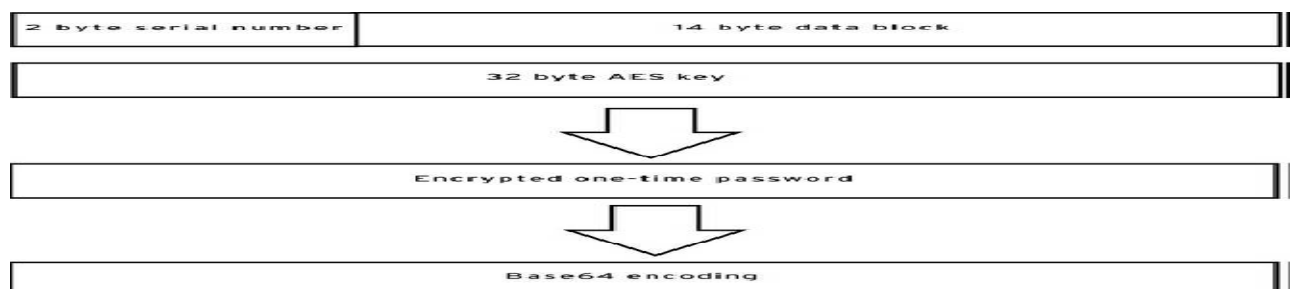 2 byte serial number 14 byte data block
32 byte AES key
Encrypted one-time password
Base64 encoding